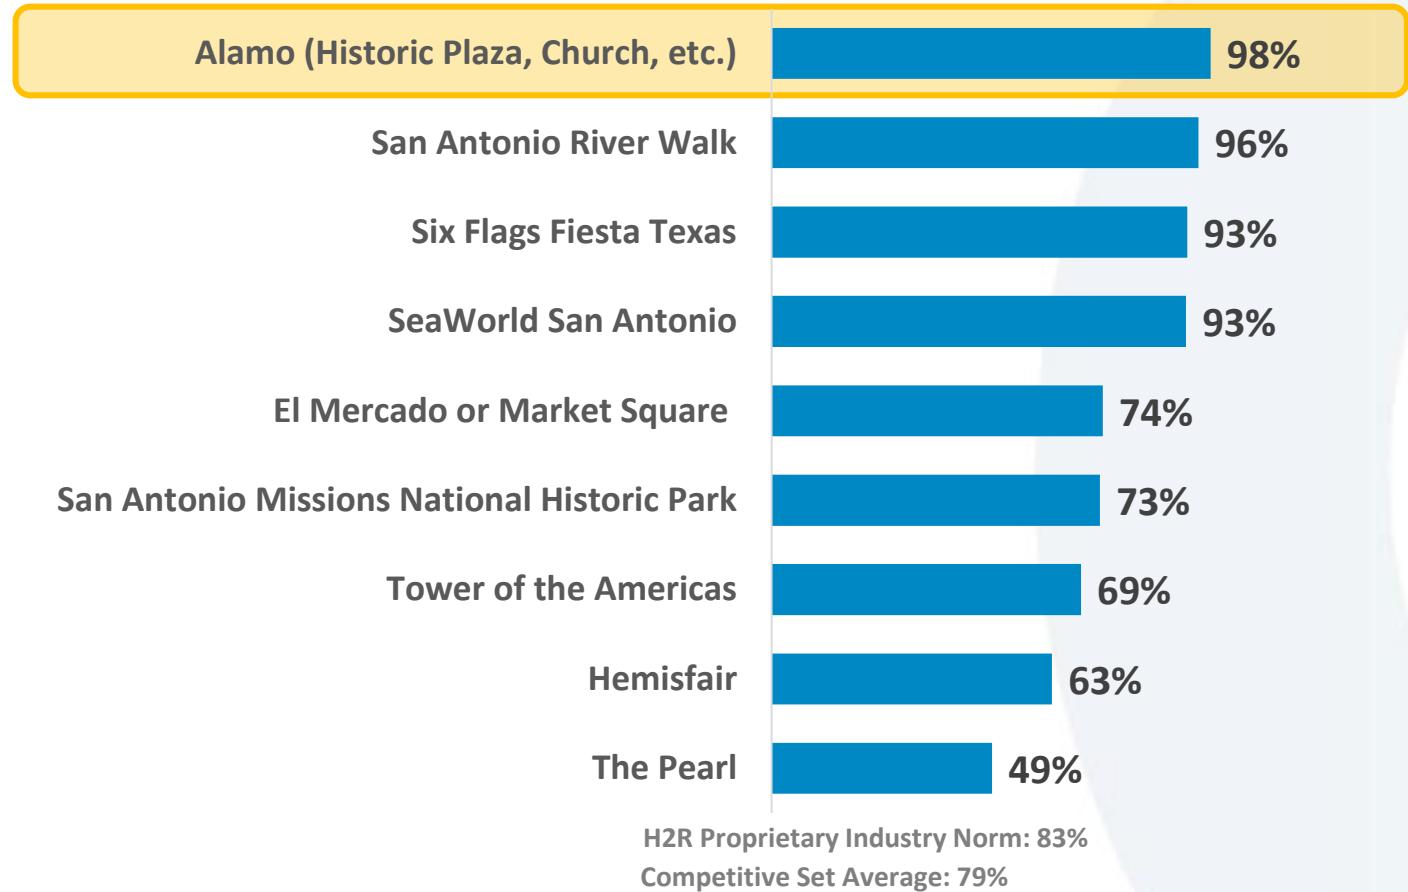 Alamo (Historic Plaza, Church, etc.) 98%
San Antonio River Walk 96%
Six Flags Fiesta Texas 93%
SeaWorld San Antonio 93%
El Mercado or Market Square 74%
San Antonio Missions National Historic Park 73%
Tower of the Americas 69%
Hemisfair 63%
The Pearl 49%
H2R Proprietary Industry Norm: 83%
Competitive Set Average: 79%